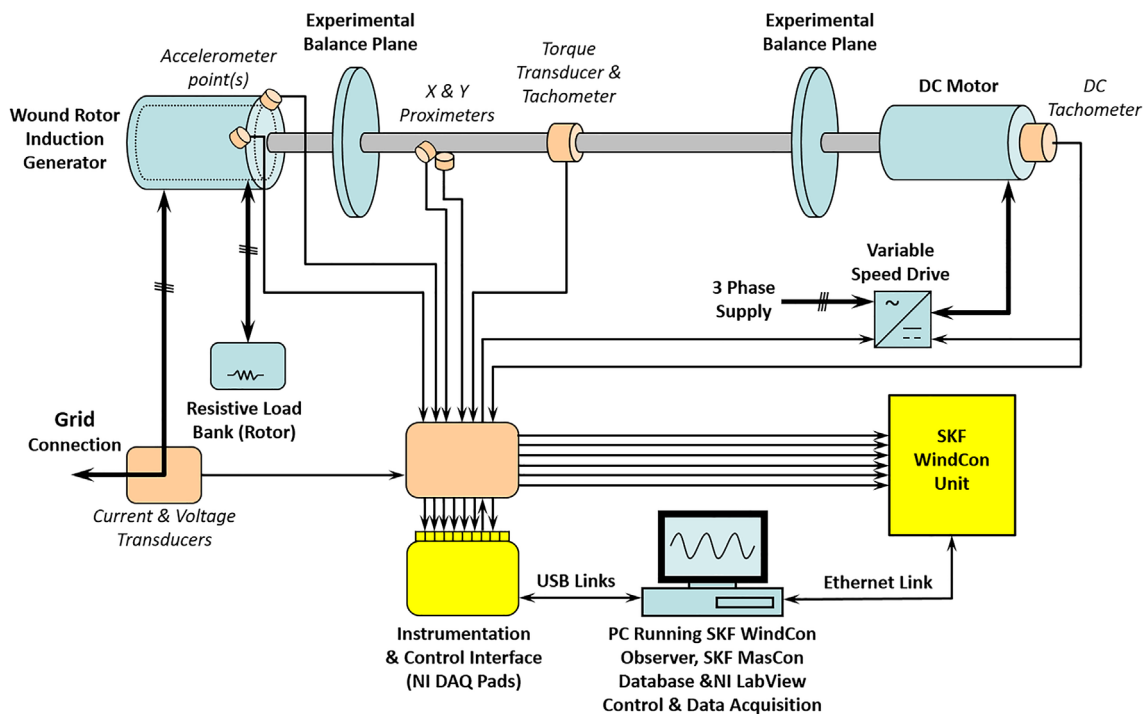 Experimental
Balance Plane
Experimental
Balance Plane
Accelerometer
point(s)
Torque
Transducer &
Tachometer
X & Y
Proximeters
DC Motor
DC
Tachometer
Wound Rotor
Induction
Generator
Variable
Speed Drive
3 Phase
Supply
~
Resistive Load
Bank (Rotor)
Grid
Connection
Current & Voltage
Transducers
SKF
WindCon
Unit
USB Links
Ethernet Link
Instrumentation
& Control Interface
(NI DAQ Pads)
PC Running SKF WindCon
Observer, SKF MasCon
Database &NI LabView
Control & Data Acquisition